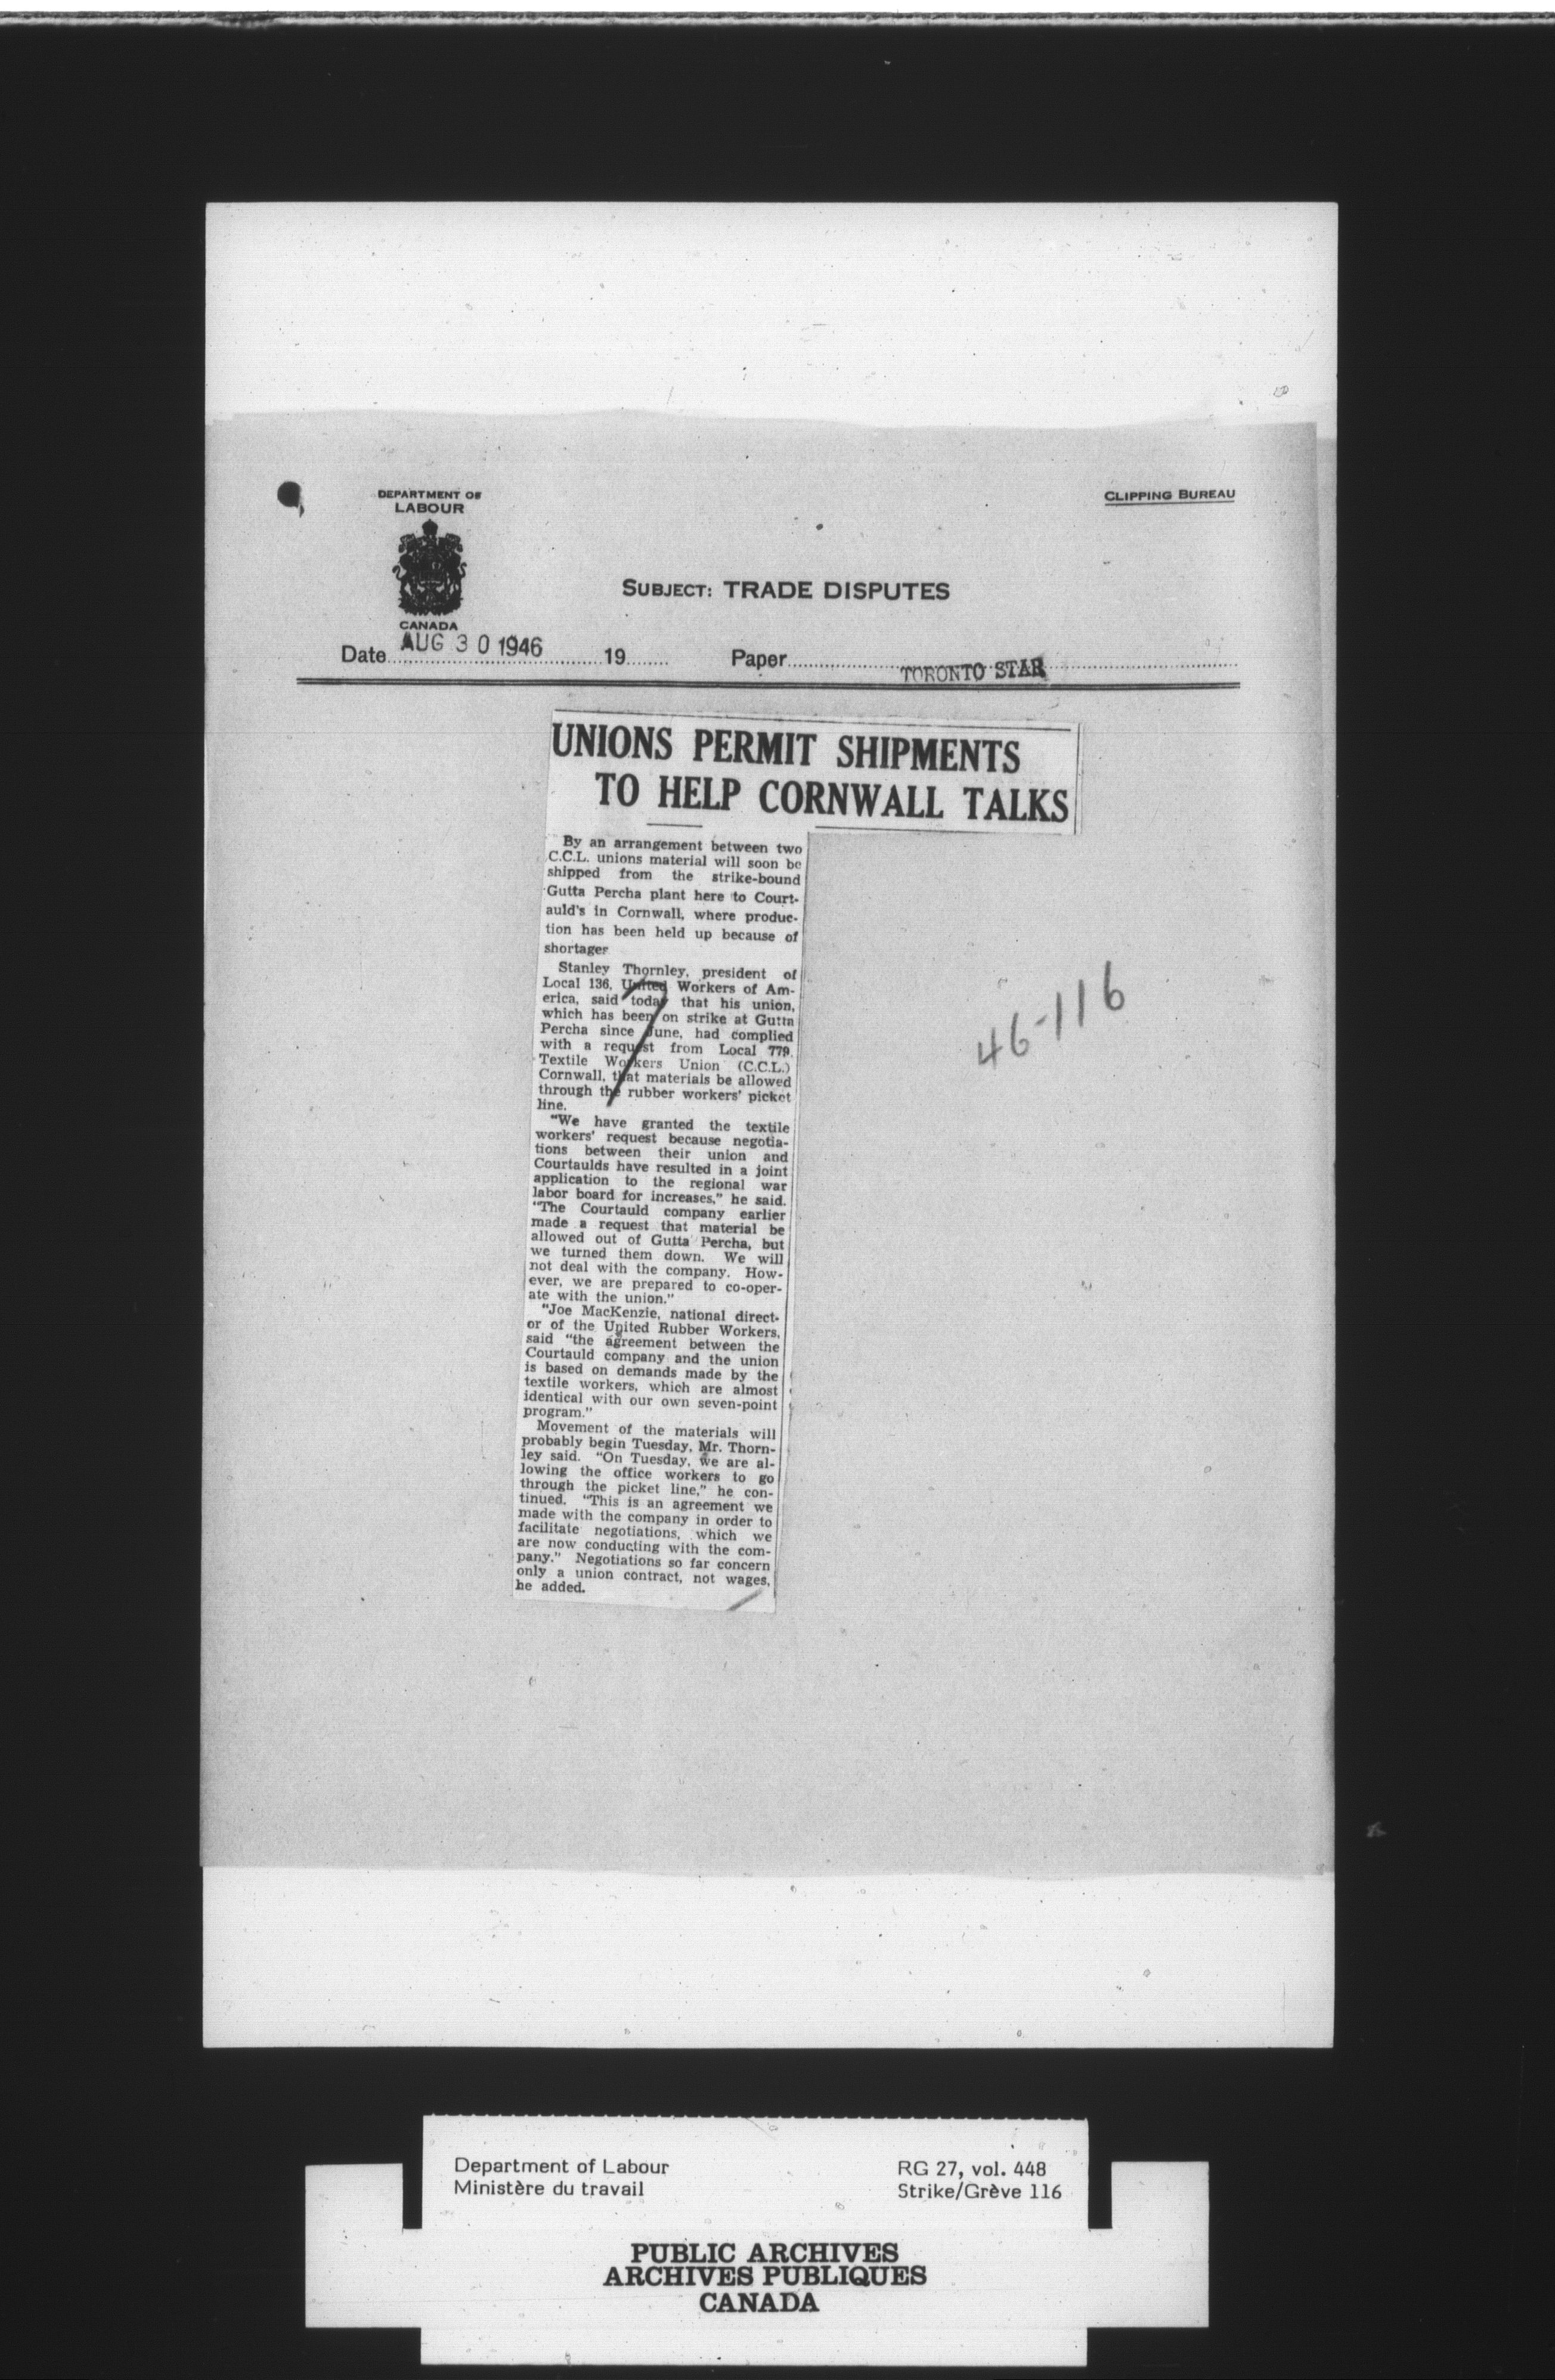 DEPARTMENT OF
LABOUR
CANADA
CLIPPING BUREAU
SUBJECT: TRADE DISPUTES
Date AUG 30 1946 19 Paper TORONTO STAR
UNIONS PERMIT SHIPMENTS
TO HELP CORNWALL TALKS
By an arrangement between two
C.C.L. unions material will soon be
shipped from the strike-bound
Gutta Percha plant here to Court-
auld's in Cornwall, where produc-
tion has been held up because of
shortager
Stanley Thornley, president of
Local 136, United Workers of Am-
erica, said today that his union,
which has been on strike at Gutta
Percha since June, had complied
with a request from Local 779,
Textile Workers Union (C.C.L.)
Cornwall, that materials be allowed
through the rubber workers' picket
line.
"We have granted the textile
workers' request because negotia-
tions between their union and
Courtaulds have resulted in a joint
application to the regional war
labor board for increases," he said.
"The Courtauld company earlier
made a request that material be
allowed out of Gutta Percha, but
we turned them down. We will
not deal with the company. How-
ever, we are prepared to co-oper-
ate with the union."
"Joe MacKenzie, national direct-
or of the United Rubber Workers,
said "the agreement between the
Courtauld company and the union
is based on demands made by the
textile workers, which are almost
identical with our own seven-point
program."
Movement of the materials will
probably begin Tuesday, Mr. Thorn-
ley said. "On Tuesday, we are al-
lowing the office workers to go
through the picket line," he con-
tinued. "This is an agreement we
made with the company in order to
facilitate negotiations, which we
are now conducting with the com-
pany." Negotiations so far concern
only a union contract, not wages,
he added.
46-116
Department of Labour
Ministère du travail
RG 27, vol. 448
Strike/Grève 116
PUBLIC ARCHIVES
ARCHIVES PUBLIQUES
CANADA